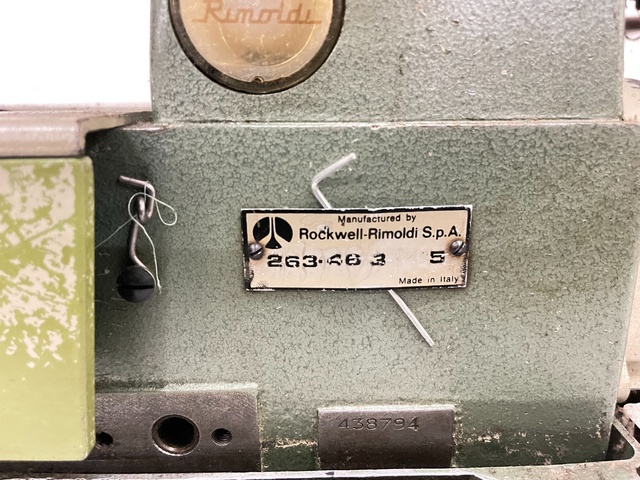 Rimoldi
Manufactured by
Rockwell-Rimoldi S.p.A.
263-46 3 5
Made in Italy
438794